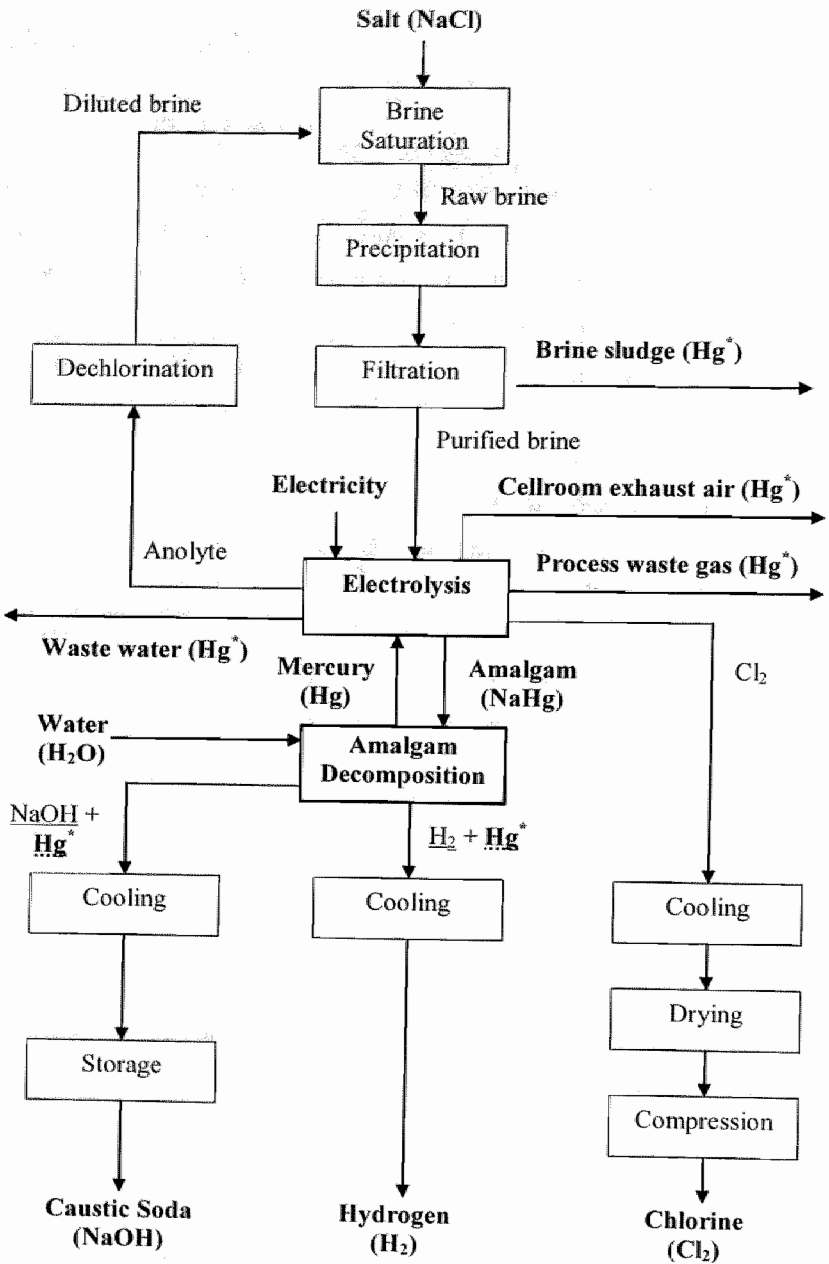 Salt (NaCl)
Diluted brine
Brine
Saturation
Raw brine
Precipitation
Dechlorination
Filtration
Brine sludge (Hg*)
Purified brine
Electricity
Cellroom exhaust air (Hg*)
Anolyte
Electrolysis
Process waste gas (Hg*)
Waste water (Hg*)
Mercury
(Hg)
Amalgam
(NaHg)
Cl₂
Water
(H₂O)
Amalgam
Decomposition
NaOH +
Hg*
H₂ + Hg*
Cooling
Cooling
Cooling
Drying
Storage
Compression
Caustic Soda
(NaOH)
Hydrogen
(H₂)
Chlorine
(Cl₂)